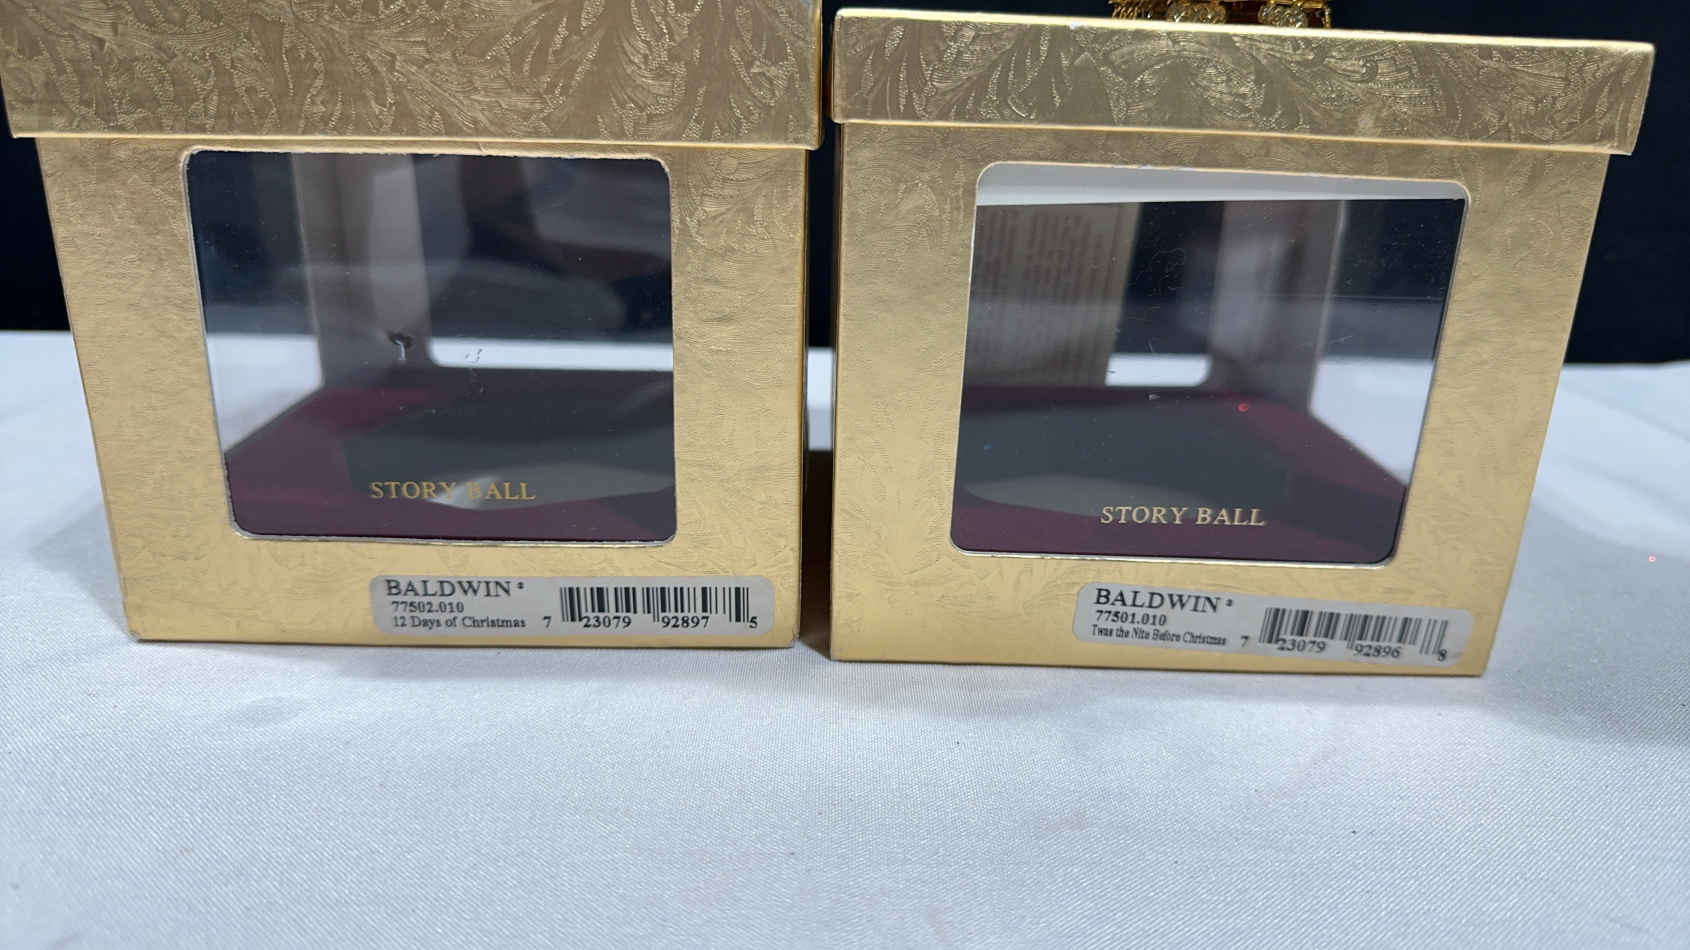 STORY BALL
BALDWIN®
77502.010
12 Days of Christmas
7 23079 92897 5
STORY BALL
BALDWIN®
77501.010
Twas the Nite Before Christmas
7 23079 92896 8